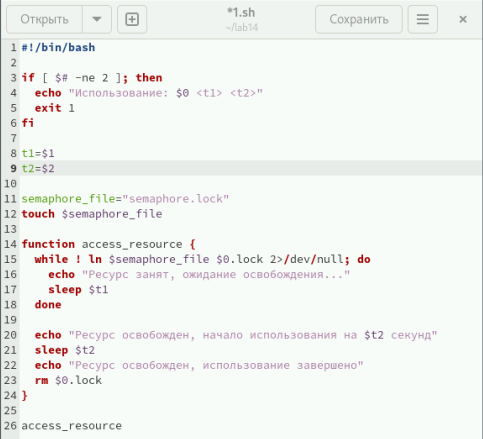 Открыть
*1.sh
~/lab14
Сохранить
1 #!/bin/bash
2
3 if [ $# -ne 2 ]; then
4   echo "Использование: $0 <t1> <t2>"
5   exit 1
6 fi
7
8 t1=$1
9 t2=$2
10
11 semaphore_file="semaphore.lock"
12 touch $semaphore_file
13
14 function access_resource {
15   while ! ln $semaphore_file $0.lock 2>/dev/null; do
16     echo "Ресурс занят, ожидание освобождения..."
17     sleep $t1
18   done
19
20   echo "Ресурс освобожден, начало использования на $t2 секунд"
21   sleep $t2
22   echo "Ресурс освобожден, использование завершено"
23   rm $0.lock
24 }
25
26 access_resource